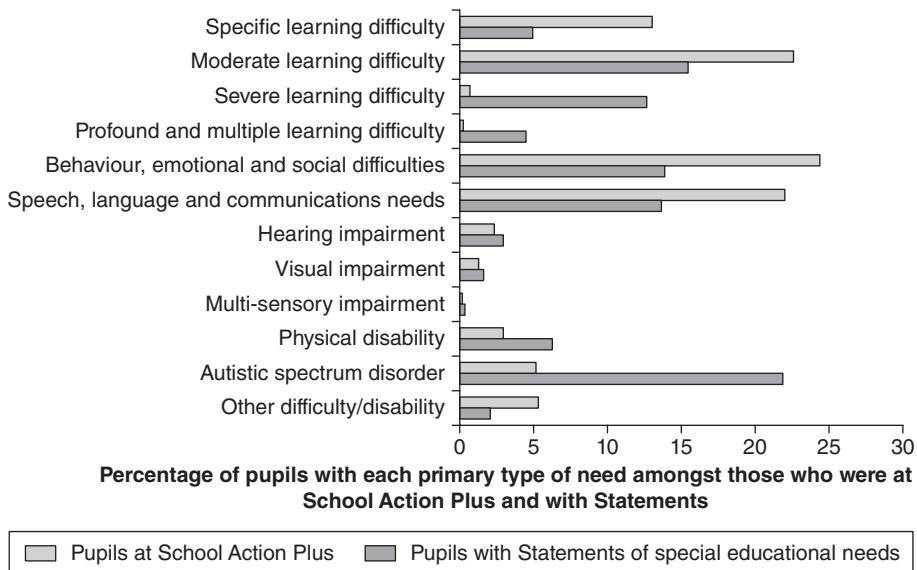 Specific learning difficulty
Moderate learning difficulty
Severe learning difficulty
Profound and multiple learning difficulty
Behaviour, emotional and social difficulties
Speech, language and communications needs
Hearing impairment
Visual impairment
Multi-sensory impairment
Physical disability
Autistic spectrum disorder
Other difficulty/disability
0 5 10 15 20 25 30
Percentage of pupils with each primary type of need amongst those who were at
School Action Plus and with Statements
Pupils at School Action Plus Pupils with Statements of special educational needs